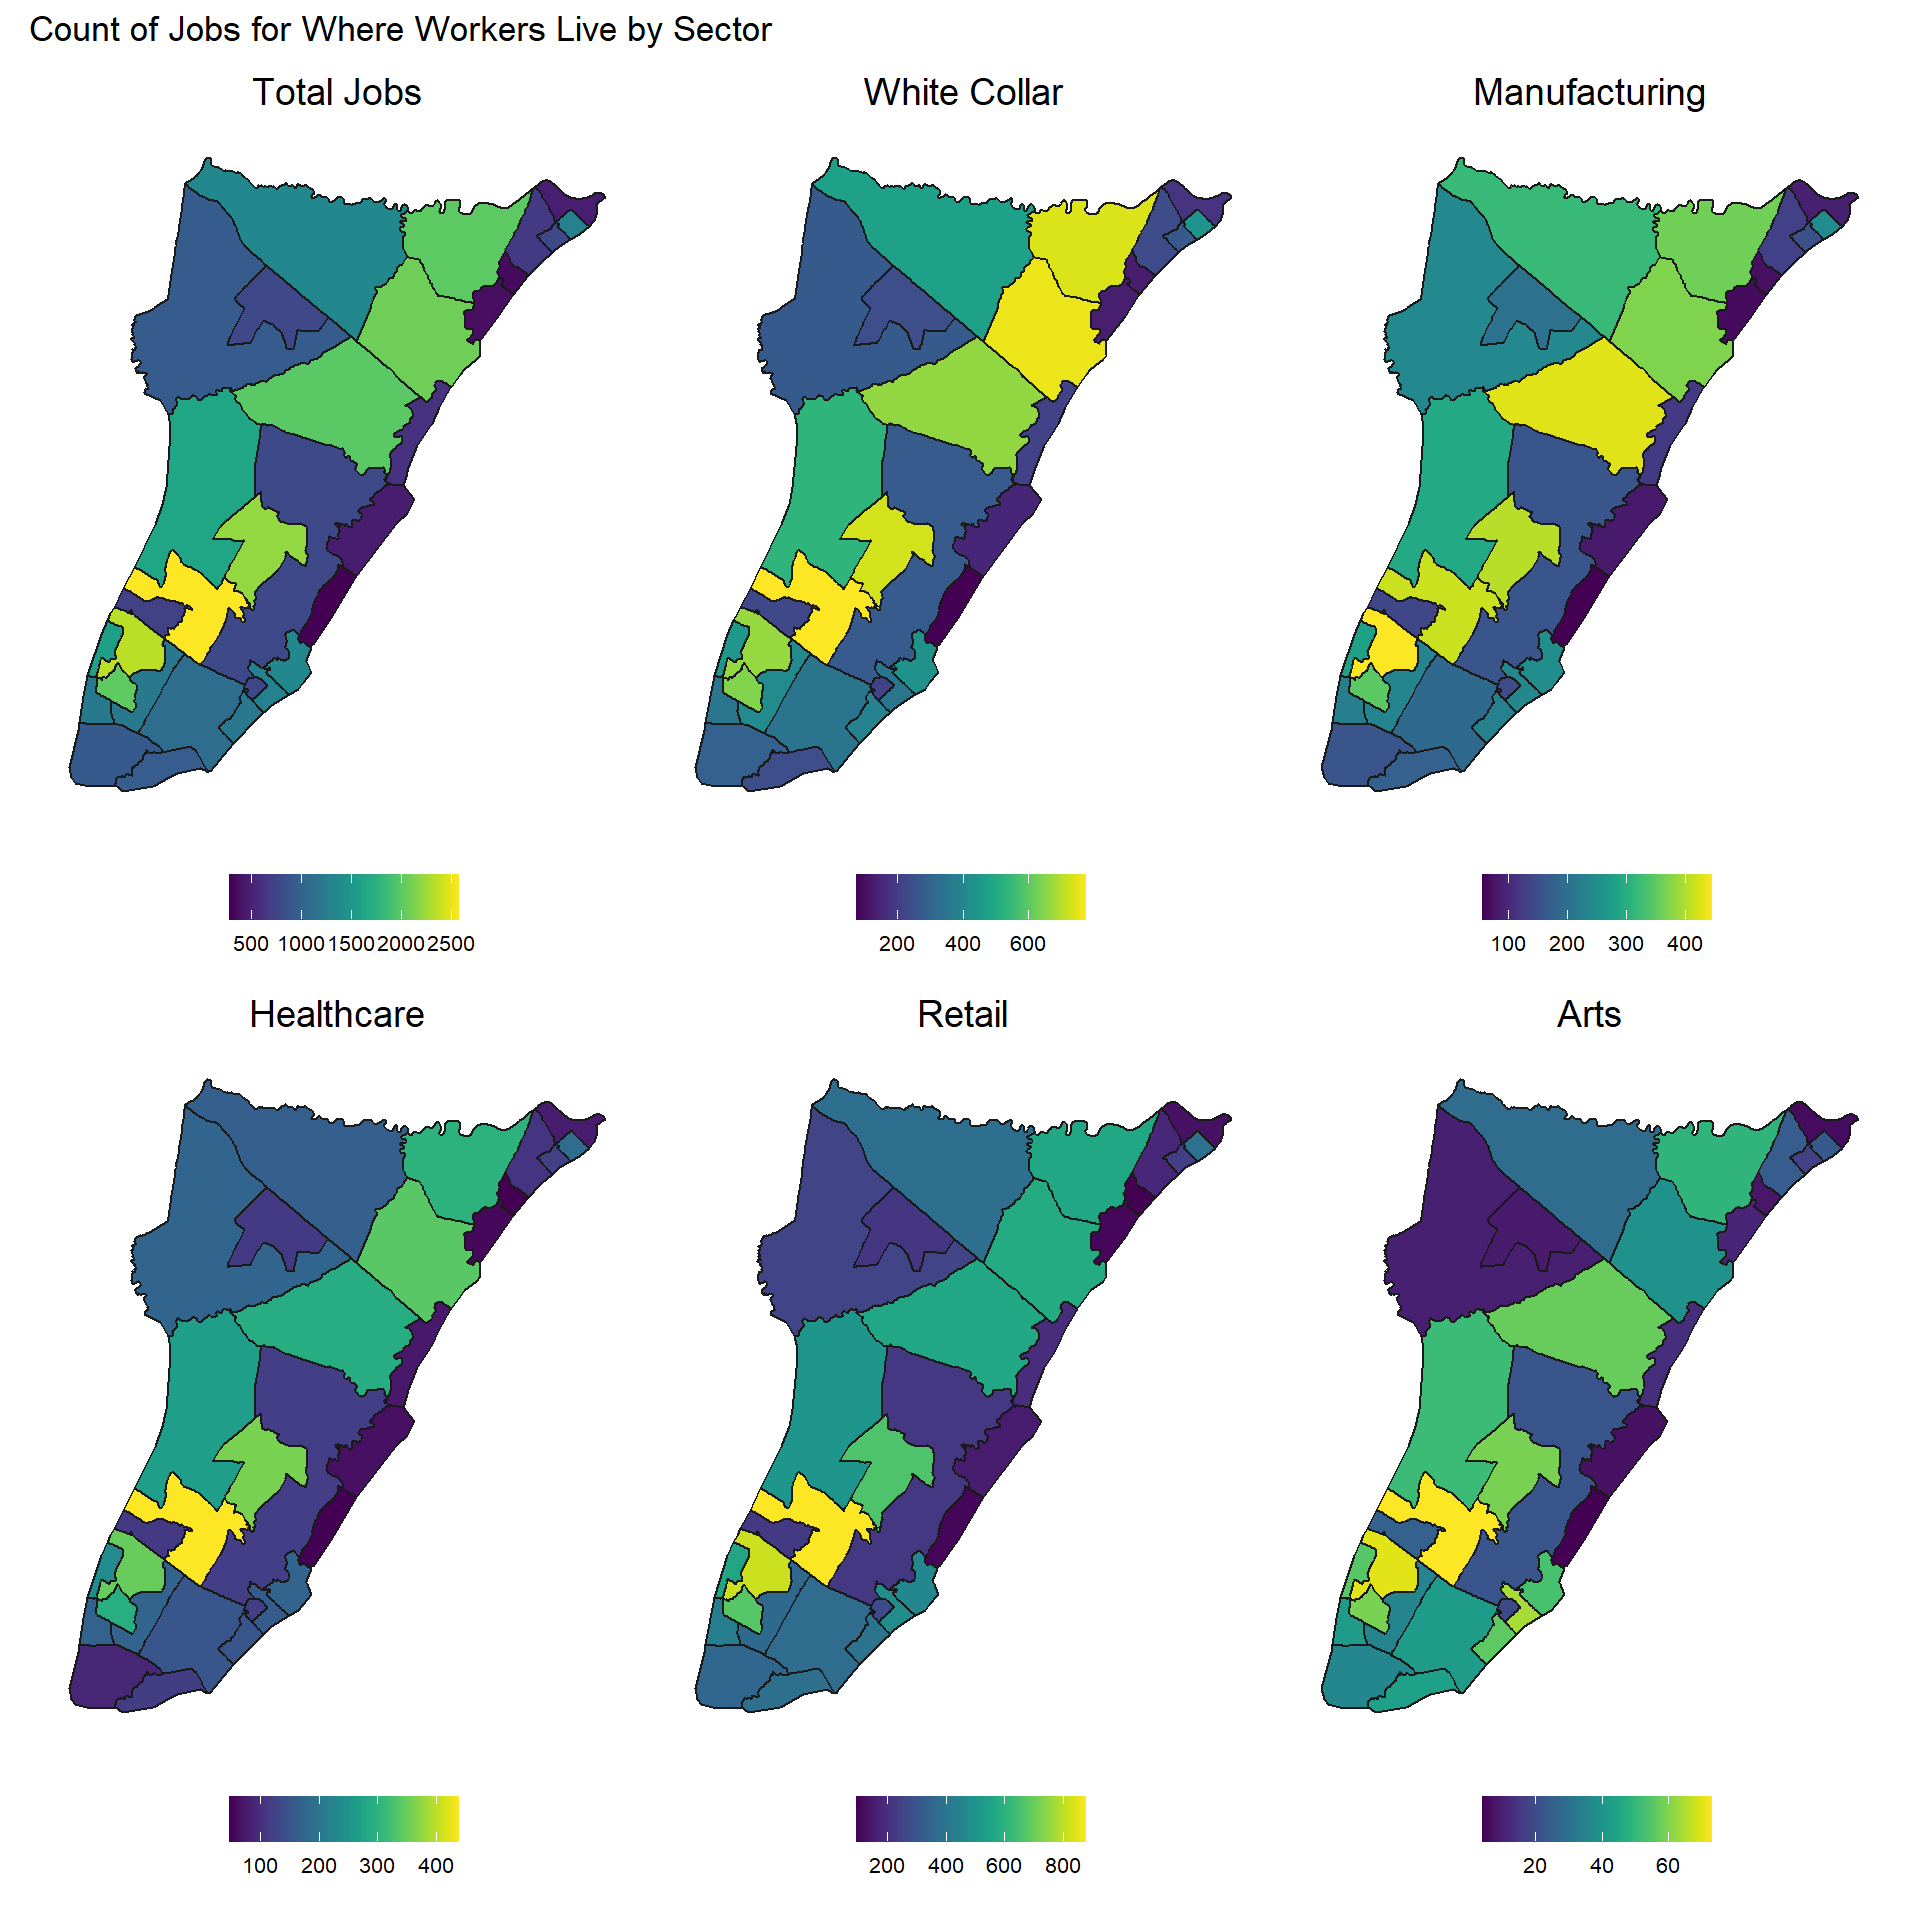 Count of Jobs for Where Workers Live by Sector
Total Jobs White Collar Manufacturing
500 1000 1500 2000 2500 200 400 600 100 200 300 400
Healthcare Retail Arts
100 200 300 400 200 400 600 800 20 40 60